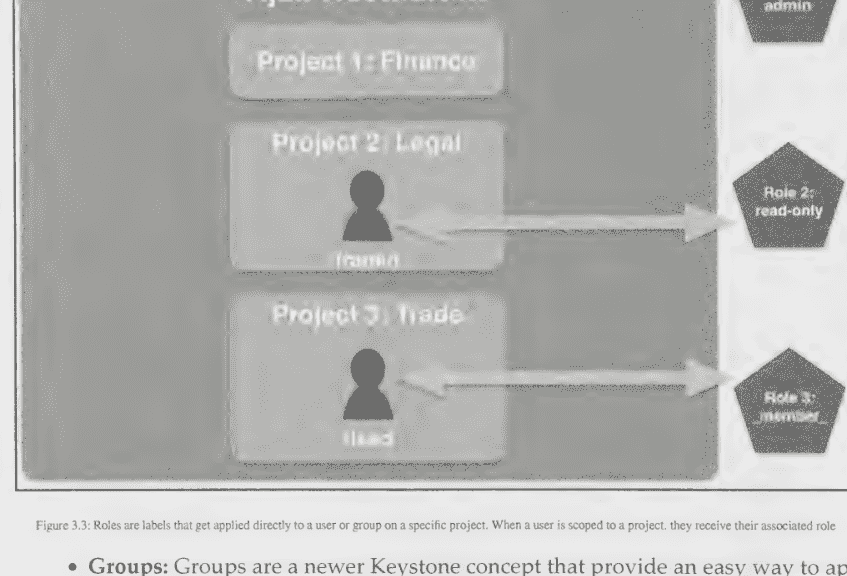 admin
Project 1: Finance
Project 2: Legal
Role 2:
read-only
Project 3: Trade
Role 3:
_member_
Figure 3.3: Roles are labels that get applied directly to a user or group on a specific project. When a user is scoped to a project, they receive their associated role
• Groups: Groups are a newer Keystone concept that provide an easy way to ap